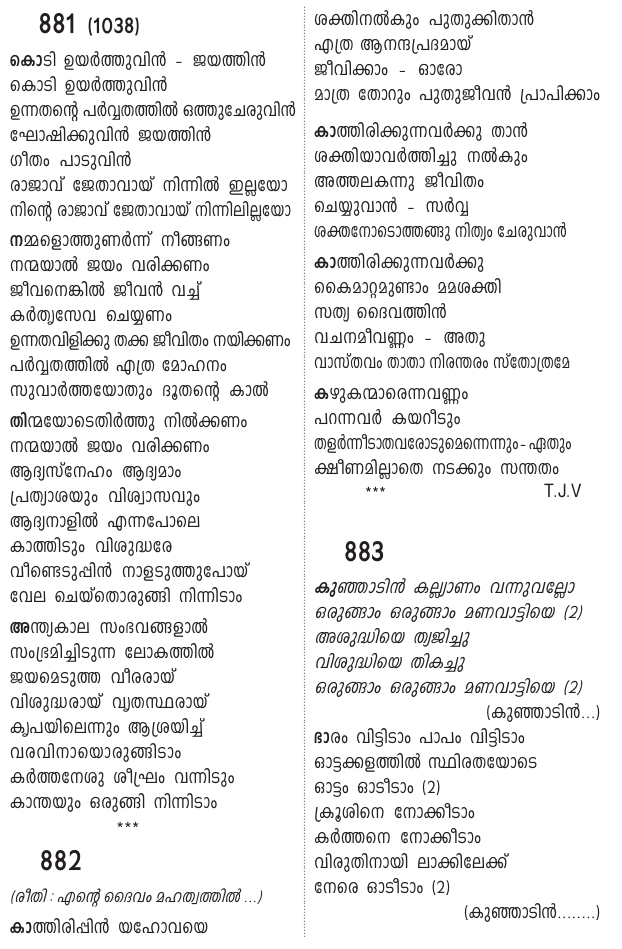 881 (1038)
കൊടി ഉയർത്തുവിൻ - ജയത്തിൻ
കൊടി ഉയർത്തുവിൻ
ഉന്നതന്റെ പർവ്വതത്തിൽ ഒത്തുചേരുവിൻ
ഘോഷിക്കുവിൻ ജയത്തിൻ
ഗീതം പാടുവിൻ
രാജാവ് ജേതാവായ് നിന്നിൽ ഇല്ലയോ
നിന്റെ രാജാവ് ജേതാവായ് നിന്നിലില്ലയോ
നമ്മളൊത്തുണർന്ന് നീങ്ങണം
നന്മയാൽ ജയം വരിക്കണം
ജീവനെങ്കിൽ ജീവൻ വച്ച്
കർതൃസേവ ചെയ്യണം
ഉന്നതവിളിക്കു തക്ക ജീവിതം നയിക്കണം
പർവ്വതത്തിൽ എത്ര മോഹനം
സുവാർത്തയോതും ദൂതന്റെ കാൽ
തിന്മയോടെതിർത്തു നിൽക്കണം
നന്മയാൽ ജയം വരിക്കണം
ആദ്യസ്നേഹം ആദ്യമാം
പ്രത്യാശയും വിശ്വാസവും
ആദ്യനാളിൽ എന്നപോലെ
കാത്തിടും വിശുദ്ധരേ
വീണ്ടെടുപ്പിൻ നാളടുത്തുപോയ്
വേല ചെയ്തൊരുങ്ങി നിന്നിടാം
അന്ത്യകാല സംഭവങ്ങളാൽ
സംഭ്രമിച്ചിടുന്ന ലോകത്തിൽ
ജയമെടുത്ത വീരരായ്
വിശുദ്ധരായ് വ്യതസ്ഥരായ്
ക്യപയിലെന്നും ആശ്രയിച്ച്
വരവിനായൊരുങ്ങിടാം
കർത്തനേശു ശീഘ്രം വന്നിടും
കാന്തയും ഒരുങ്ങി നിന്നിടാം
***
882
(രീതി : എന്റെ ദൈവം മഹത്വത്തിൽ ...)
കാത്തിരിപ്പിൻ യഹോവയെ
ശക്തിനൽകും പുതുക്കിതാൻ
എത്ര ആനന്ദപ്രദമായ്
ജീവിക്കാം - ഓരോ
മാത്ര തോറും പുതുജീവൻ പ്രാപിക്കാം
കാത്തിരിക്കുന്നവർക്കു താൻ
ശക്തിയാവർത്തിച്ചു നൽകും
അത്തലകന്നു ജീവിതം
ചെയ്യുവാൻ - സർവ്വ
ശക്തനോടൊത്തങ്ങു നിത്യം ചേരുവാൻ
കാത്തിരിക്കുന്നവർക്കു
കൈമാറ്റമുണ്ടാം മമശക്തി
സത്യ ദൈവത്തിൻ
വചനമീവണ്ണം - അതു
വാസ്തവം താതാ നിരന്തരം സ്തോത്രമേ
കഴുകന്മാരെന്നവണ്ണം
പറന്നവർ കയറീടും
തളർന്നീടാതവരോടുമെന്നെന്നും - ഏതും
ക്ഷീണമില്ലാതെ നടക്കും സന്തതം
*** T.J.V
883
കുഞ്ഞാടിൻ കല്ല്യാണം വന്നുവല്ലോ
ഒരുങ്ങാം ഒരുങ്ങാം മണവാട്ടിയെ (2)
അശുദ്ധിയെ ത്യജിച്ചു
വിശുദ്ധിയെ തികച്ചു
ഒരുങ്ങാം ഒരുങ്ങാം മണവാട്ടിയെ (2)
(കുഞ്ഞാടിൻ...)
ഭാരം വിട്ടിടാം പാപം വിട്ടിടാം
ഓട്ടക്കളത്തിൽ സ്ഥിരതയോടെ
ഓട്ടം ഓടീടാം (2)
ക്രൂശിനെ നോക്കീടാം
കർത്തനെ നോക്കീടാം
വിരുതിനായി ലാക്കിലേക്ക്
നേരെ ഓടീടാം (2)
(കുഞ്ഞാടിൻ........)